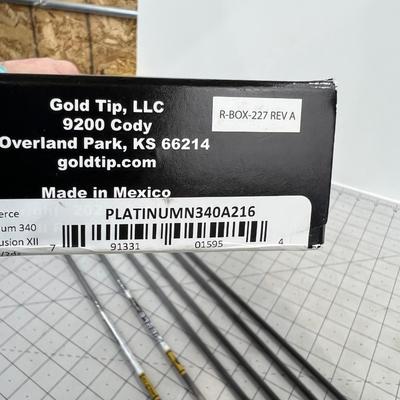 Gold Tip, LLC
9200 Cody
Overland Park, KS 66214
goldtip.com
R-BOX-227 REV A
Made in Mexico
erce
um 340
usion XII
PLATINUMN340A216
7 91331 01595 4